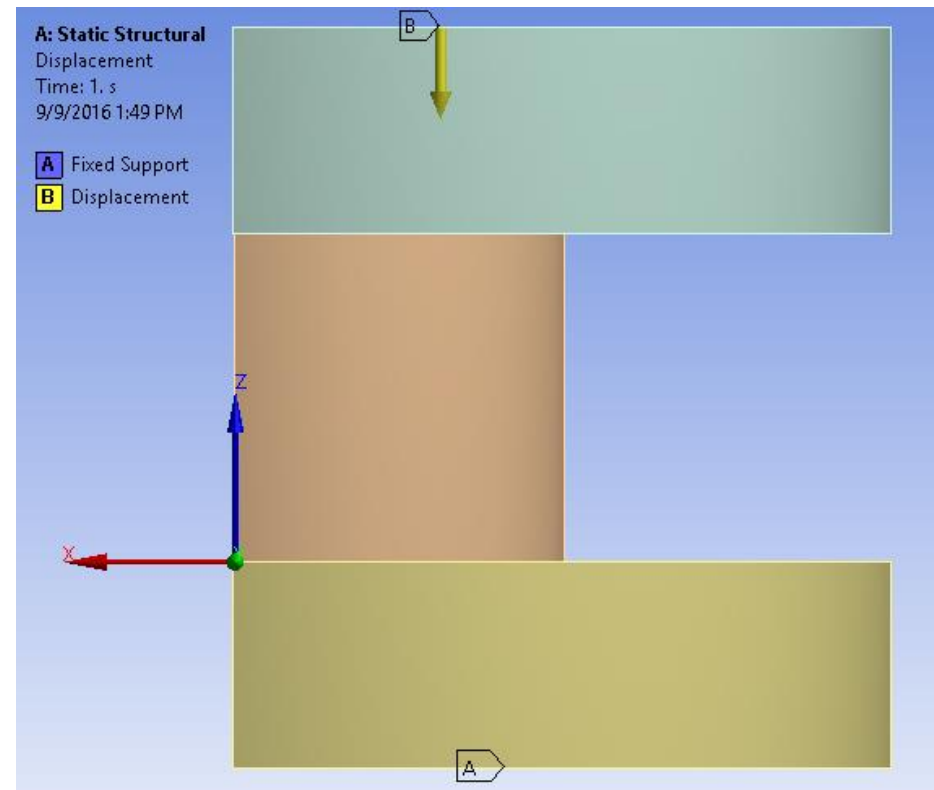 A: Static Structural
Displacement
Time: 1. s
9/9/2016 1:49 PM
A Fixed Support
B Displacement
B
Z
X
A